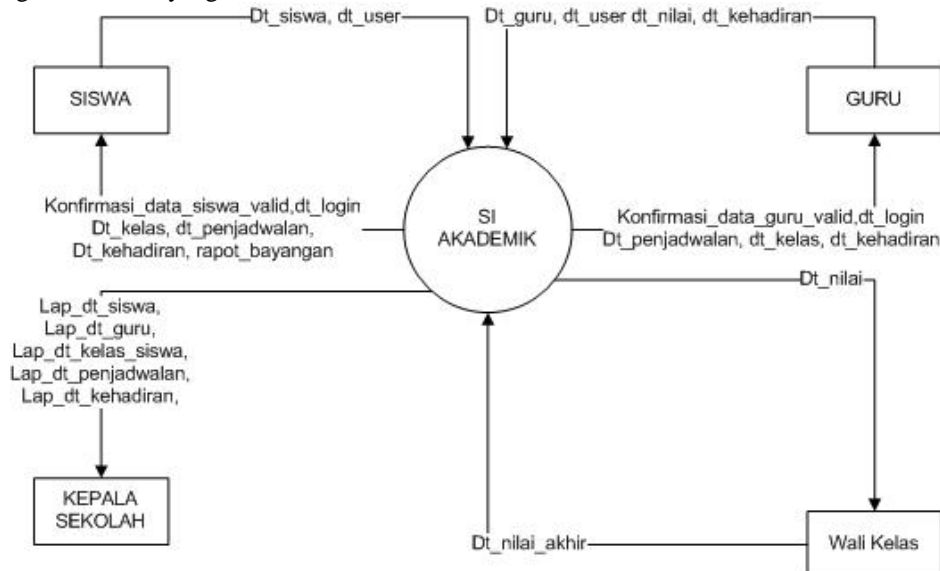 Dt_siswa, dt_user
Dt_guru, dt_user dt_nilai, dt_kehadiran
SISWA
GURU
SI
AKADEMIK
Konfirmasi_data_siswa_valid,dt_login
Dt_kelas, dt_penjadwalan,
Dt_kehadiran, rapot_bayangan
Konfirmasi_data_guru_valid,dt_login
Dt_penjadwalan, dt_kelas, dt_kehadiran
Dt_nilai
Lap_dt_siswa,
Lap_dt_guru,
Lap_dt_kelas_siswa,
Lap_dt_penjadwalan,
Lap_dt_kehadiran,
KEPALA
SEKOLAH
Dt_nilai_akhir
Wali Kelas